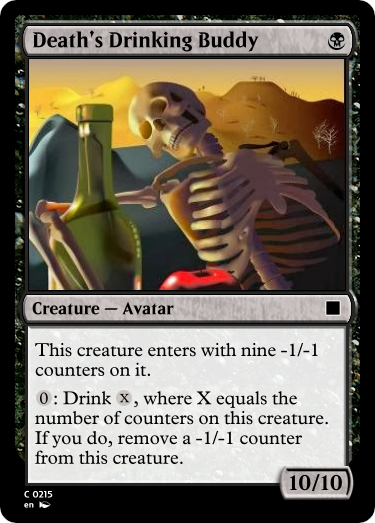 Death's Drinking Buddy
Creature — Avatar
This creature enters with nine -1/-1
counters on it.
0: Drink X, where X equals the
number of counters on this creature.
If you do, remove a -1/-1 counter
from this creature.
10/10
C 0215
en